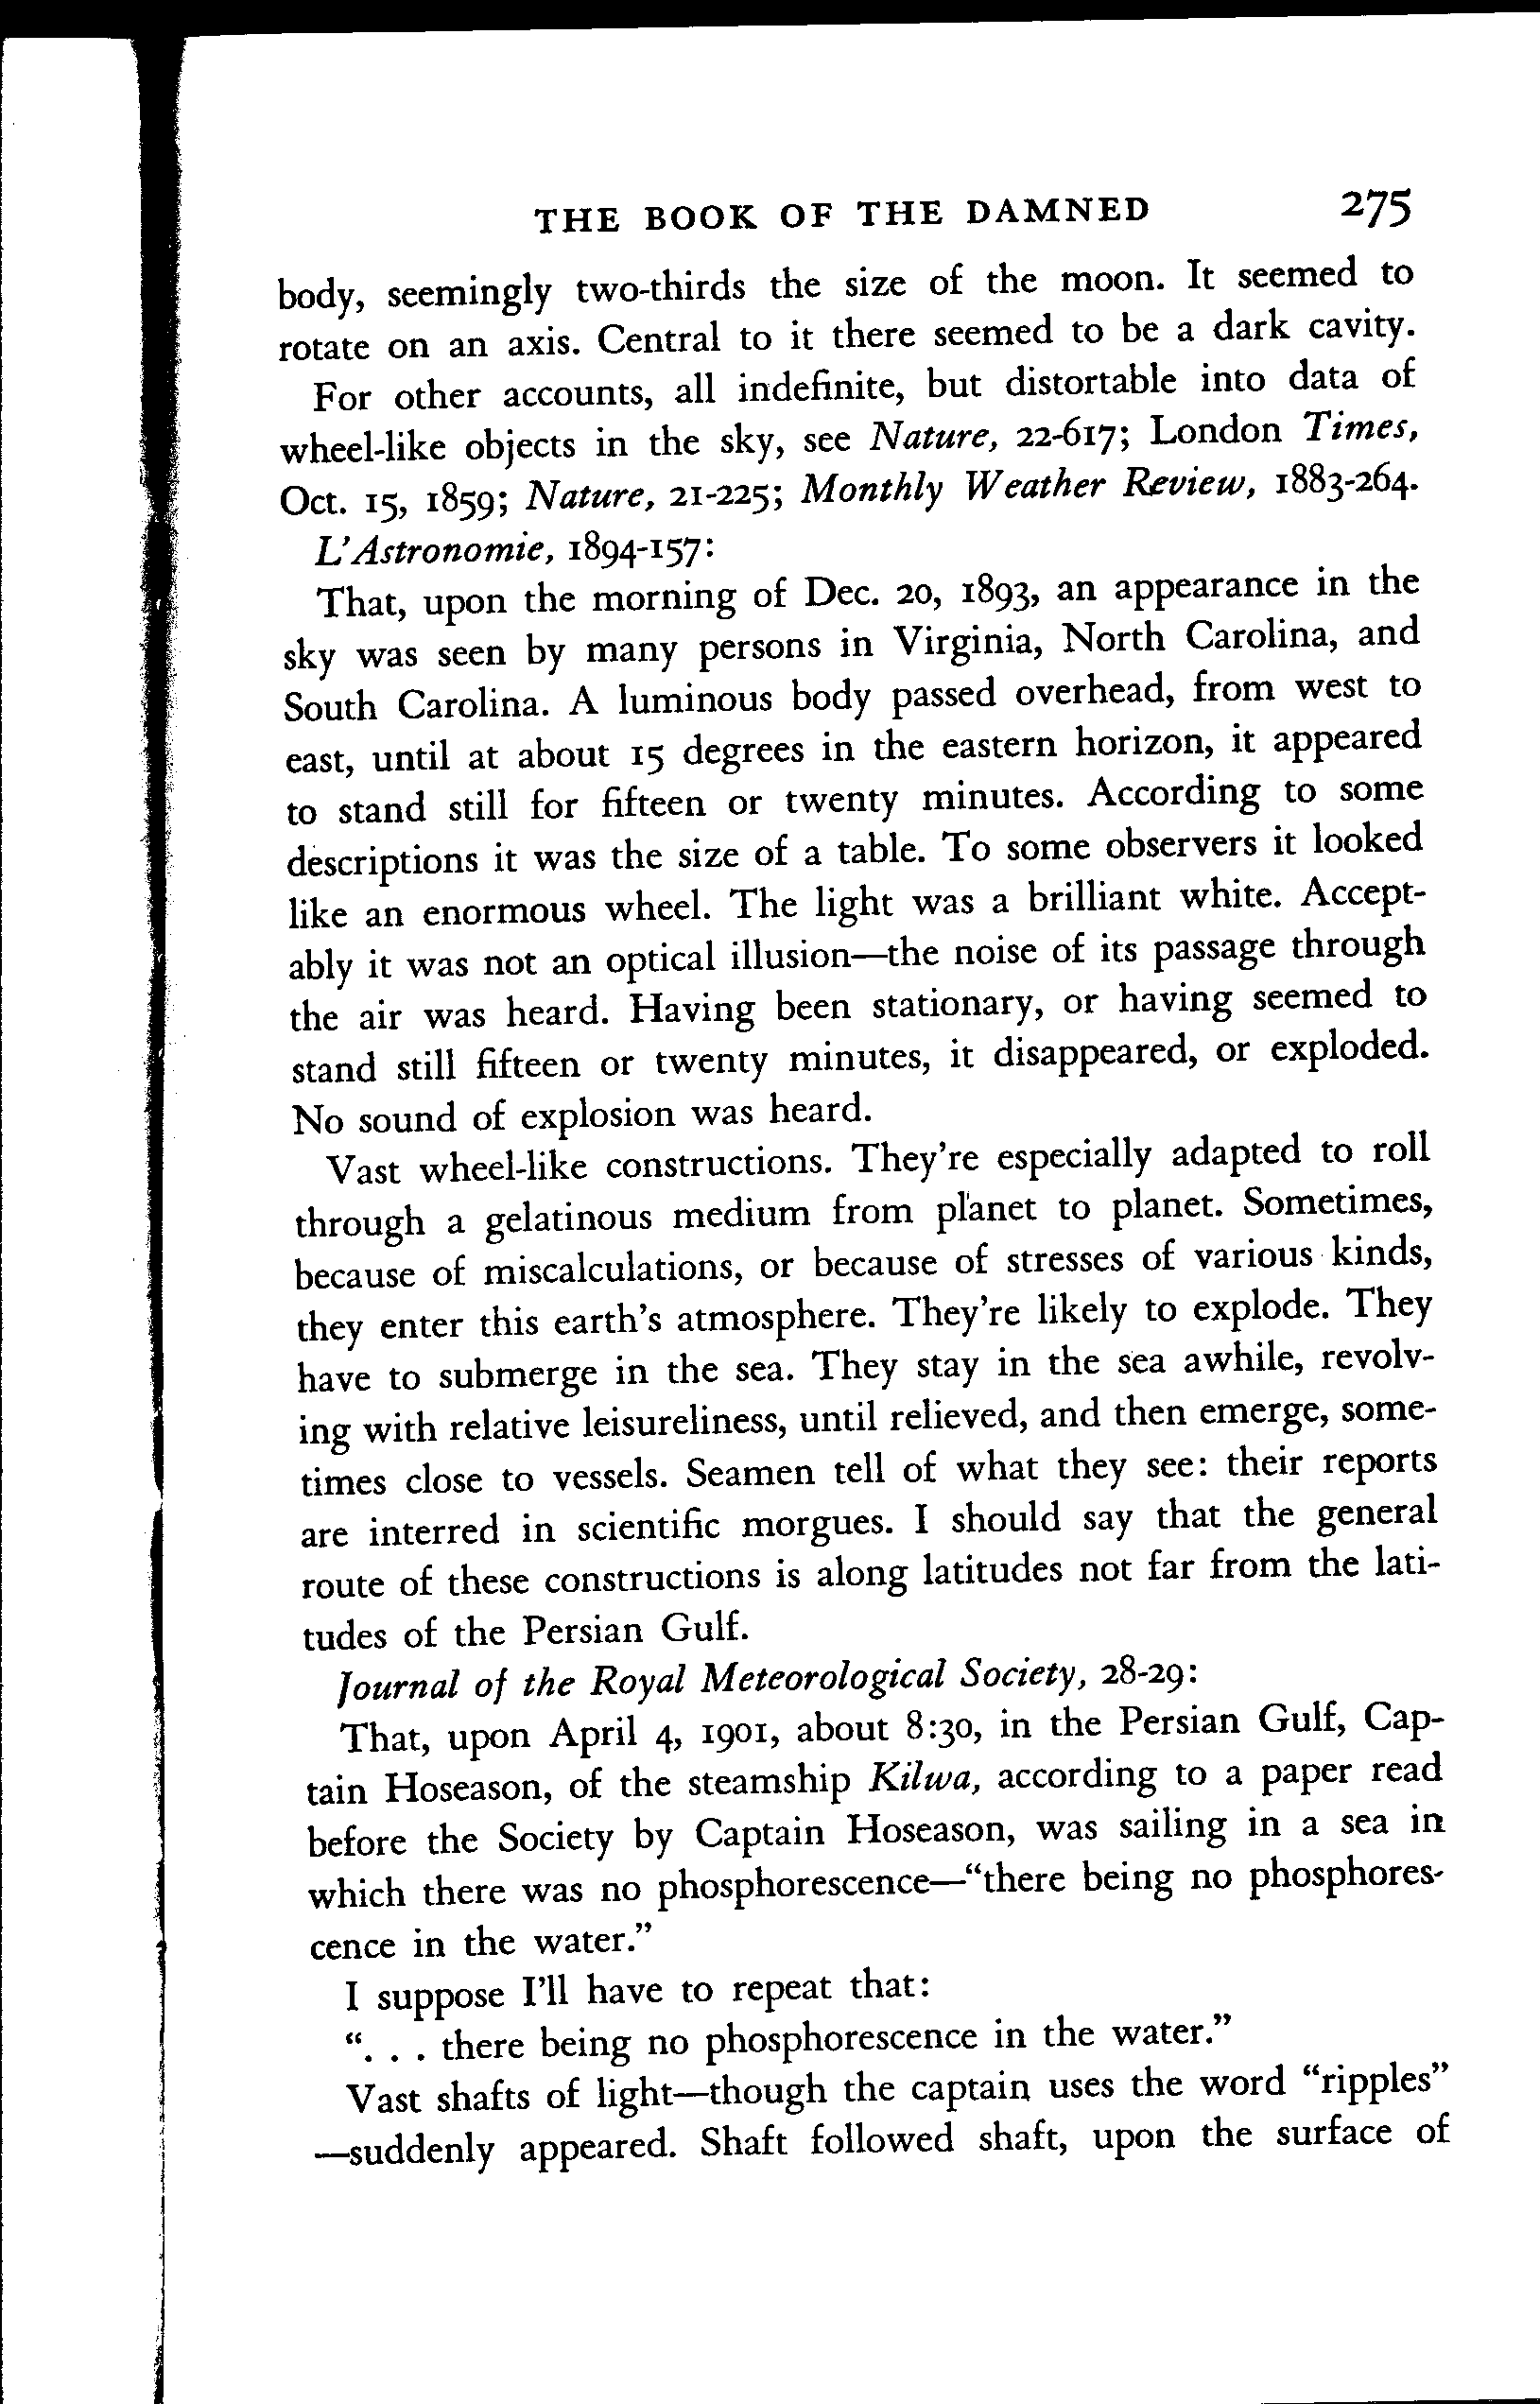 THE BOOK OF THE DAMNED 275
body, seemingly two-thirds the size of the moon. It seemed to
rotate on an axis. Central to it there seemed to be a dark cavity.
For other accounts, all indefinite, but distortable into data of
wheel-like objects in the sky, see Nature, 22-617; London Times,
Oct. 15, 1859; Nature, 21-225; Monthly Weather Review, 1883-264.
L'Astronomie, 1894-157:
That, upon the morning of Dec. 20, 1893, an appearance in the
sky was seen by many persons in Virginia, North Carolina, and
South Carolina. A luminous body passed overhead, from west to
east, until at about 15 degrees in the eastern horizon, it appeared
to stand still for fifteen or twenty minutes. According to some
descriptions it was the size of a table. To some observers it looked
like an enormous wheel. The light was a brilliant white. Accept-
ably it was not an optical illusion—the noise of its passage through
the air was heard. Having been stationary, or having seemed to
stand still fifteen or twenty minutes, it disappeared, or exploded.
No sound of explosion was heard.
Vast wheel-like constructions. They're especially adapted to roll
through a gelatinous medium from planet to planet. Sometimes,
because of miscalculations, or because of stresses of various kinds,
they enter this earth's atmosphere. They're likely to explode. They
have to submerge in the sea. They stay in the sea awhile, revolv-
ing with relative leisureliness, until relieved, and then emerge, some-
times close to vessels. Seamen tell of what they see: their reports
are interred in scientific morgues. I should say that the general
route of these constructions is along latitudes not far from the lati-
tudes of the Persian Gulf.
Journal of the Royal Meteorological Society, 28-29:
That, upon April 4, 1901, about 8:30, in the Persian Gulf, Cap-
tain Hoseason, of the steamship Kilwa, according to a paper read
before the Society by Captain Hoseason, was sailing in a sea in
which there was no phosphorescence—"there being no phosphores-
cence in the water."
I suppose I'll have to repeat that:
". . . there being no phosphorescence in the water."
Vast shafts of light—though the captain uses the word "ripples"
—suddenly appeared. Shaft followed shaft, upon the surface of